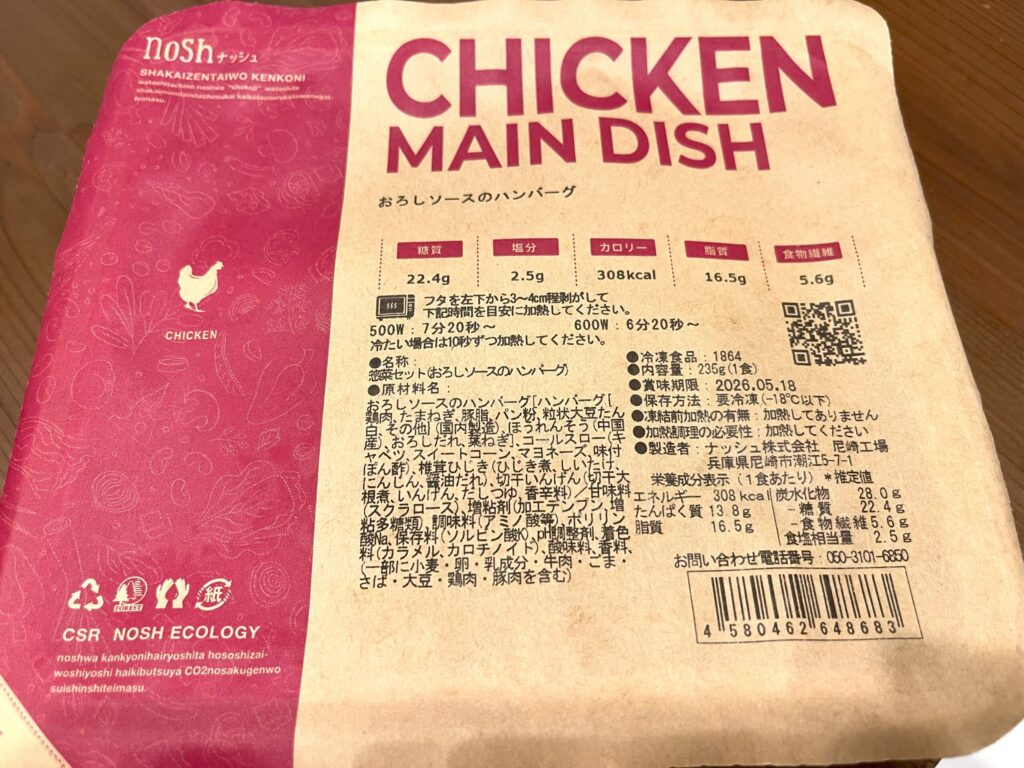 nosh ナッシュ
SHAKAIZENTAIWO KENKONI
watashitachino noshwa "shokuji" wotoshite
shakaimondainitachimukai kaiketsusurukotowomegas-
iteimasu.
CHICKEN
MAIN DISH
おろしソースのハンバーグ
糖質 塩分 カロリー 脂質 食物繊維
22.4g 2.5g 308kcal 16.5g 5.6g
フタを左下から3〜4cm程剥がして
下記時間を目安に加熱してください。
500W：7分20秒〜 600W：6分20秒〜
冷たい場合は10秒ずつ加熱してください。
●名称：
惣菜セット(おろしソースのハンバーグ)
●原材料名：
おろしソースのハンバーグ[ハンバーグ[
鶏肉、たまねぎ、豚脂、パン粉、粒状大豆たん
白、その他](国内製造)、ほうれんそう(中国
産)、おろしだれ、葉ねぎ]、コールスロー(キ
ャベツ、スイートコーン、マヨネーズ、味付
ぽん酢)、椎茸ひじき(ひじき煮、しいたけ、
にんじん、醤油だれ)、切干いんげん(切干大
根煮、いんげん、だしつゆ、香辛料)／甘味料
(スクラロース)、増粘剤(加工デンプン、増
粘多糖類)、調味料(アミノ酸等)、ポリリン
酸Na、保存料(ソルビン酸K)、pH調整剤、着色
料(カラメル、カロチノイド)、酸味料、香料、
(一部に小麦・卵・乳成分・牛肉・ごま・
さば・大豆・鶏肉・豚肉を含む)
●冷凍食品：1864
●内容量：235g(1食)
●賞味期限：2026.05.18
●保存方法：要冷凍(-18℃以下)
●凍結前加熱の有無：加熱してありません
●加熱調理の必要性：加熱してください
●製造者：ナッシュ株式会社 尼崎工場
兵庫県尼崎市潮江5-7-1
栄養成分表示（1食あたり）*推定値
エネルギー 308kcal 炭水化物 28.0g
たんぱく質 13.8g -糖質 22.4g
脂質 16.5g -食物繊維 5.6g
食塩相当量 2.5g
お問い合わせ電話番号：050-3101-6850
4 580462 648683
CHICKEN
FOREST
紙
CSR NOSH ECOLOGY
noshwa kankyonihairyoshita hososhizai-
woshiyoshi haikibutsuya CO2nosakugenwo
suishinshiteimasu.